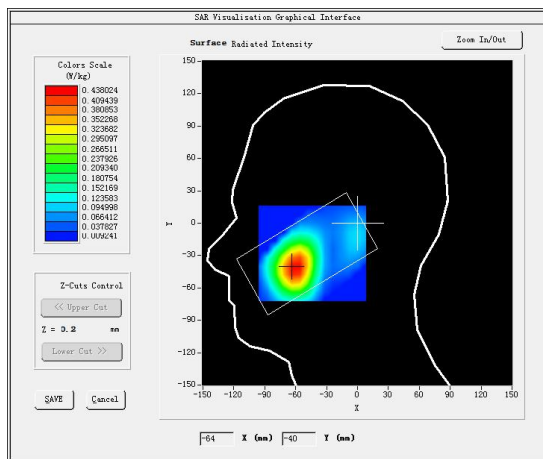 SAR Visualisation Graphical Interface
Surface Radiated Intensity
Zoom In/Out
Colors Scale
(W/kg)
0.438024
0.409439
0.380853
0.352268
0.323682
0.295097
0.266511
0.237926
0.209340
0.180754
0.152169
0.123583
0.094998
0.066412
0.037827
0.009241
Z-Cuts Control
<< Upper Cut
Z = 0.2 mm
Lower Cut >>
SAVE Cancel
150
120
90
60
30
0
-30
-60
-90
-120
-150
Y
-150 -120 -90 -60 -30 0 30 60 90 120 150
X
-64 X (mm) -40 Y (mm)